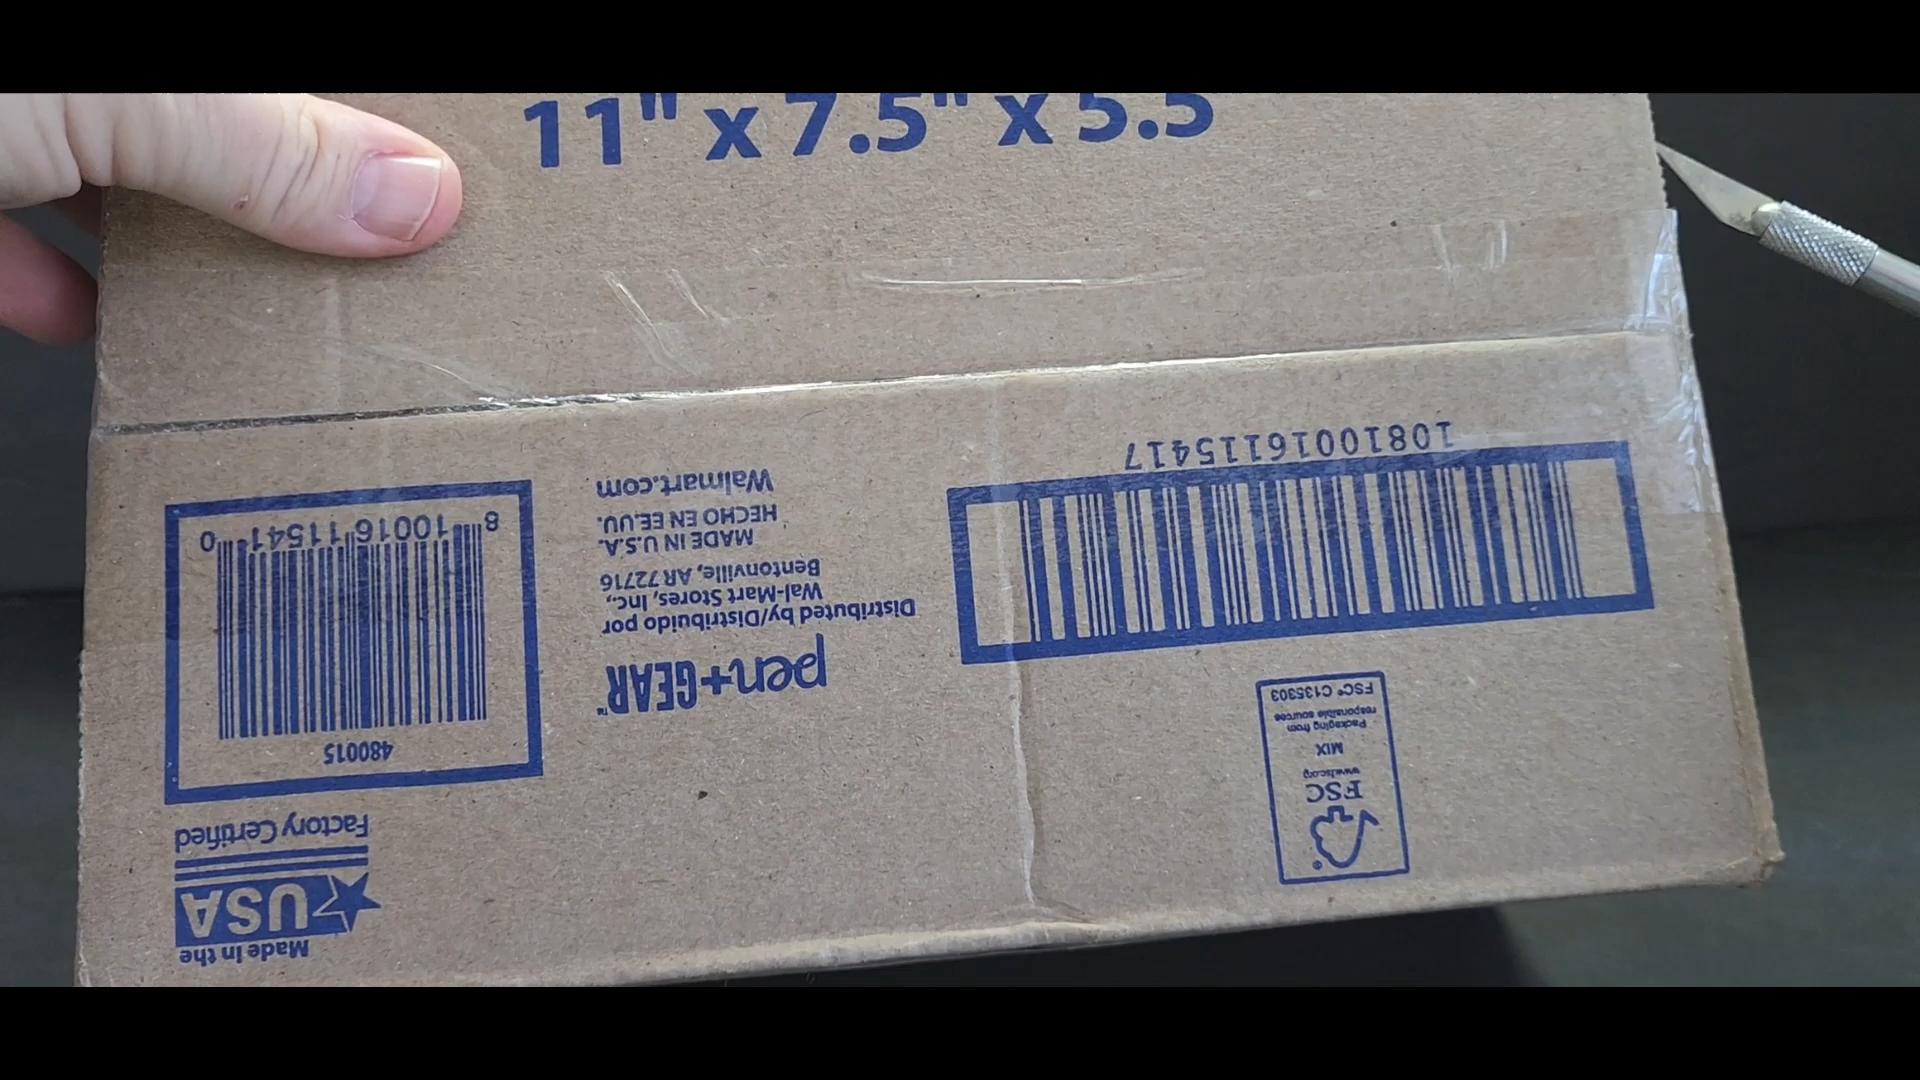 11" x 7.5" x 5.5
Made in the
USA
Factory Certified
480015
8 10016 11541 0
pen+GEAR™
Distributed by/Distribuido por
Wal-Mart Stores, Inc.,
Bentonville, AR 72716
MADE IN U.S.A.
HECHO EN EE.UU.
Walmart.com
FSC
www.fsc.org
MIX
Packaging from
responsible sources
FSC® C135303
10810016115417